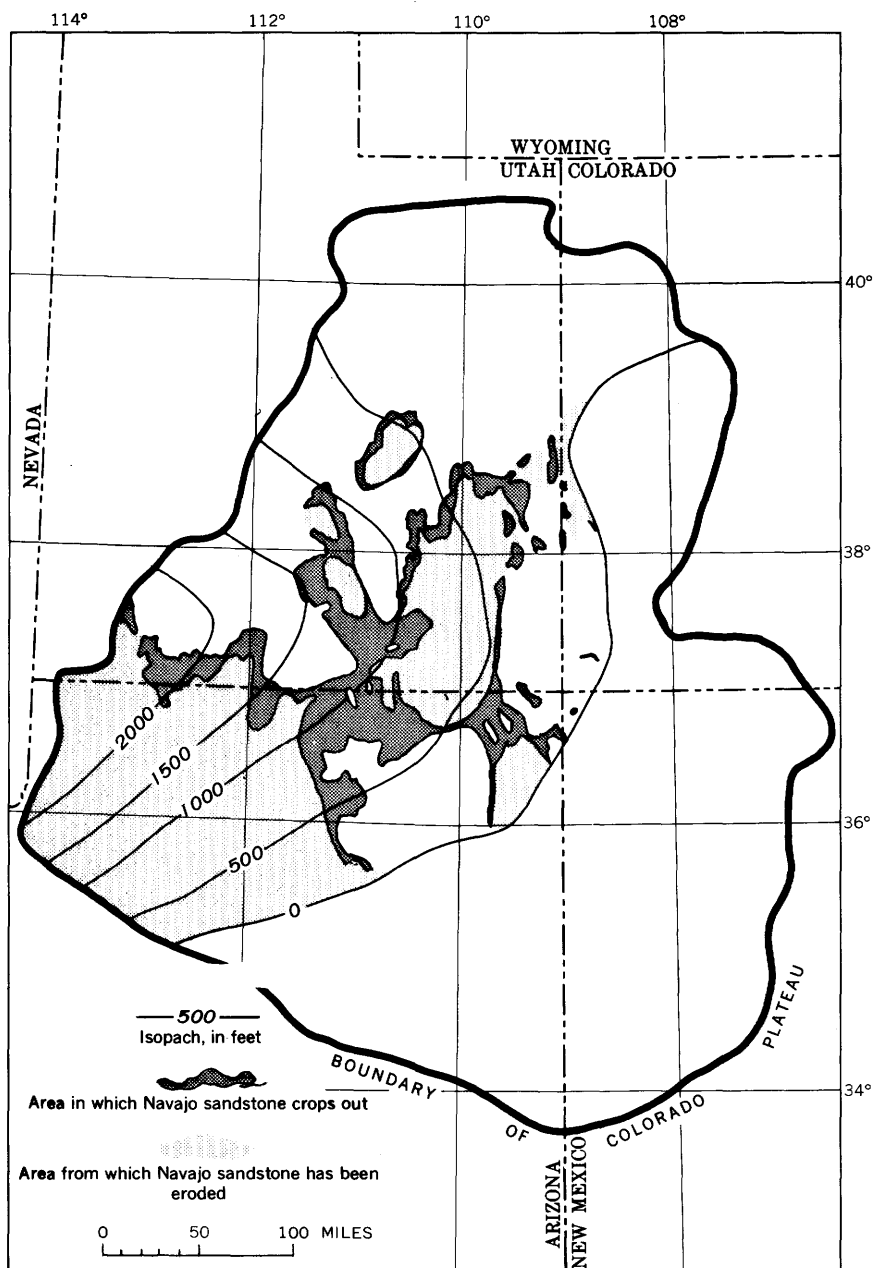 114°
112°
110°
108°
WYOMING
UTAH
COLORADO
40°
NEVADA
38°
2000
1500
1000
36°
500
0
PLATEAU
500
Isopach, in feet
BOUNDARY
34°
Area in which Navajo sandstone crops out
OF
COLORADO
ARIZONA
NEW MEXICO
Area from which Navajo sandstone has been
eroded
0 50 100 MILES